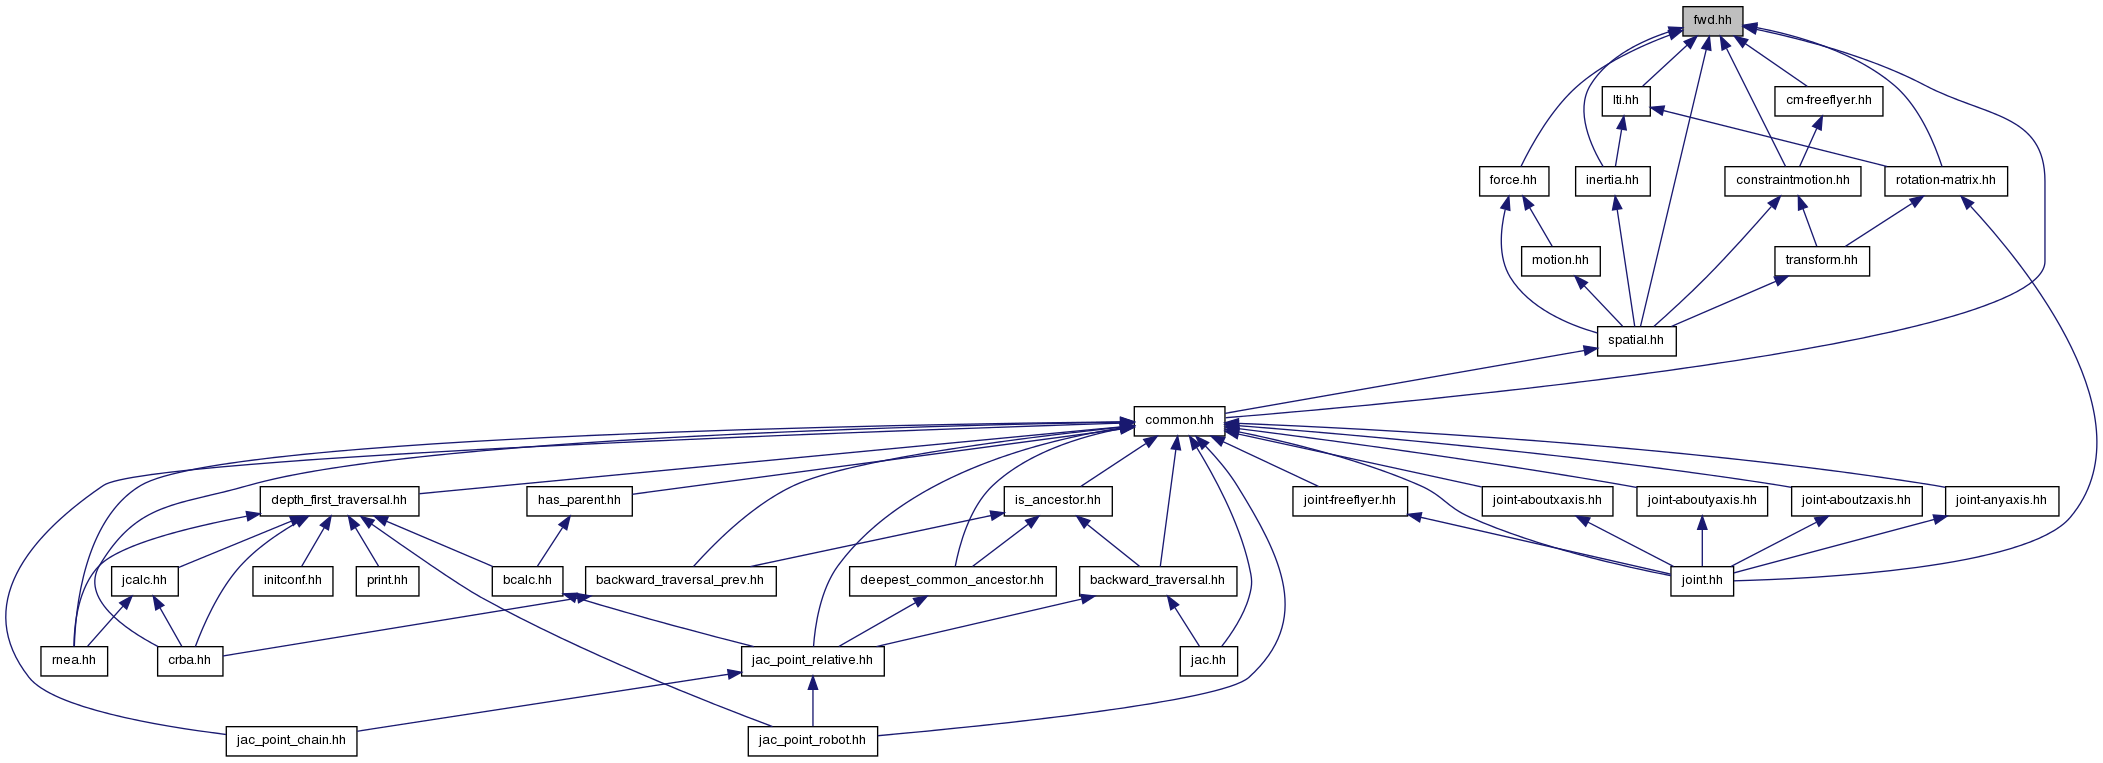 fwd.hh
lti.hh
cm-freeflyer.hh
force.hh
inertia.hh
constraintmotion.hh
rotation-matrix.hh
motion.hh
transform.hh
spatial.hh
common.hh
depth_first_traversal.hh
has_parent.hh
is_ancestor.hh
joint-freeflyer.hh
joint-aboutxaxis.hh
joint-aboutyaxis.hh
joint-aboutzaxis.hh
joint-anyaxis.hh
jcalc.hh
initconf.hh
print.hh
bcalc.hh
backward_traversal_prev.hh
deepest_common_ancestor.hh
backward_traversal.hh
joint.hh
rnea.hh
crba.hh
jac_point_relative.hh
jac.hh
jac_point_chain.hh
jac_point_robot.hh